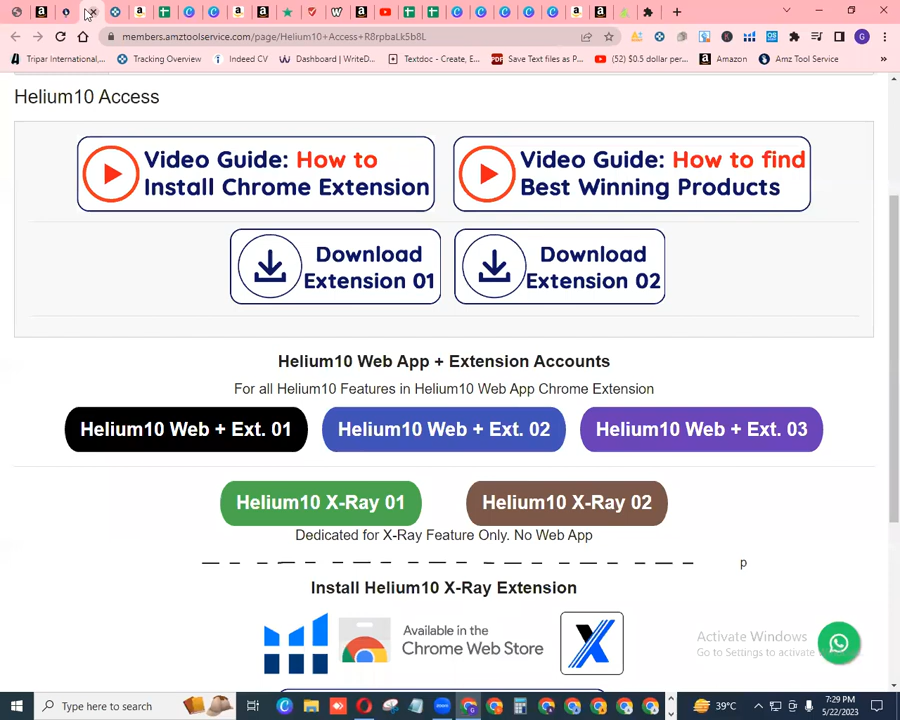 members.amztoolservice.com/page/Helium10+Access+R8rpbaLk5b8L
Tripar International,...
Tracking Overview
Indeed CV
Dashboard | WriteD...
Textdoc - Create, E...
Save Text files as P...
(52) $0.5 dollar per...
Amazon
Amz Tool Service
Helium10 Access
Video Guide: How to
Install Chrome Extension
Video Guide: How to find
Best Winning Products
Download
Extension 01
Download
Extension 02
Helium10 Web App + Extension Accounts
For all Helium10 Features in Helium10 Web App Chrome Extension
Helium10 Web + Ext. 01
Helium10 Web + Ext. 02
Helium10 Web + Ext. 03
Helium10 X-Ray 01
Helium10 X-Ray 02
Dedicated for X-Ray Feature Only. No Web App
p
Install Helium10 X-Ray Extension
Available in the
Chrome Web Store
Activate Windows
Go to Settings to activate
Type here to search
39°C
7:29 PM
5/22/2023